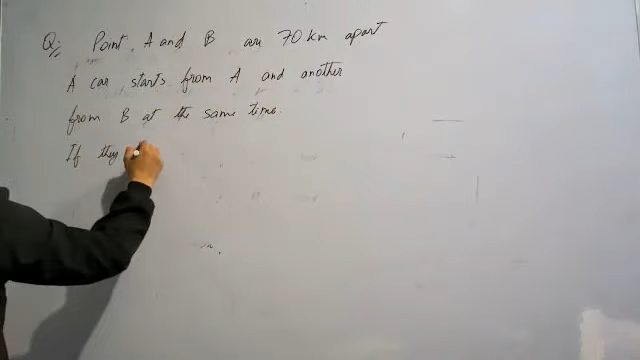 Q:; Point A and B are 70 km apart
A car starts from A and another
from B at the same time.
If they